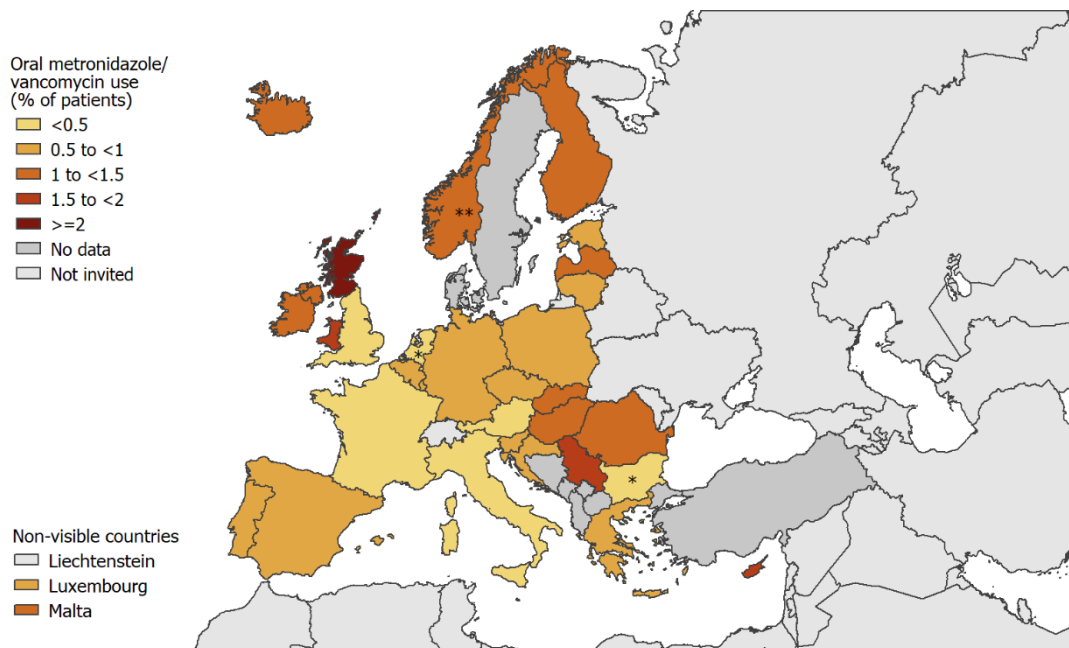 Oral metronidazole/
vancomycin use
(% of patients)
<0.5
0.5 to <1
1 to <1.5
1.5 to <2
>=2
No data
Not invited
**
*
*
Non-visible countries
Liechtenstein
Luxembourg
Malta